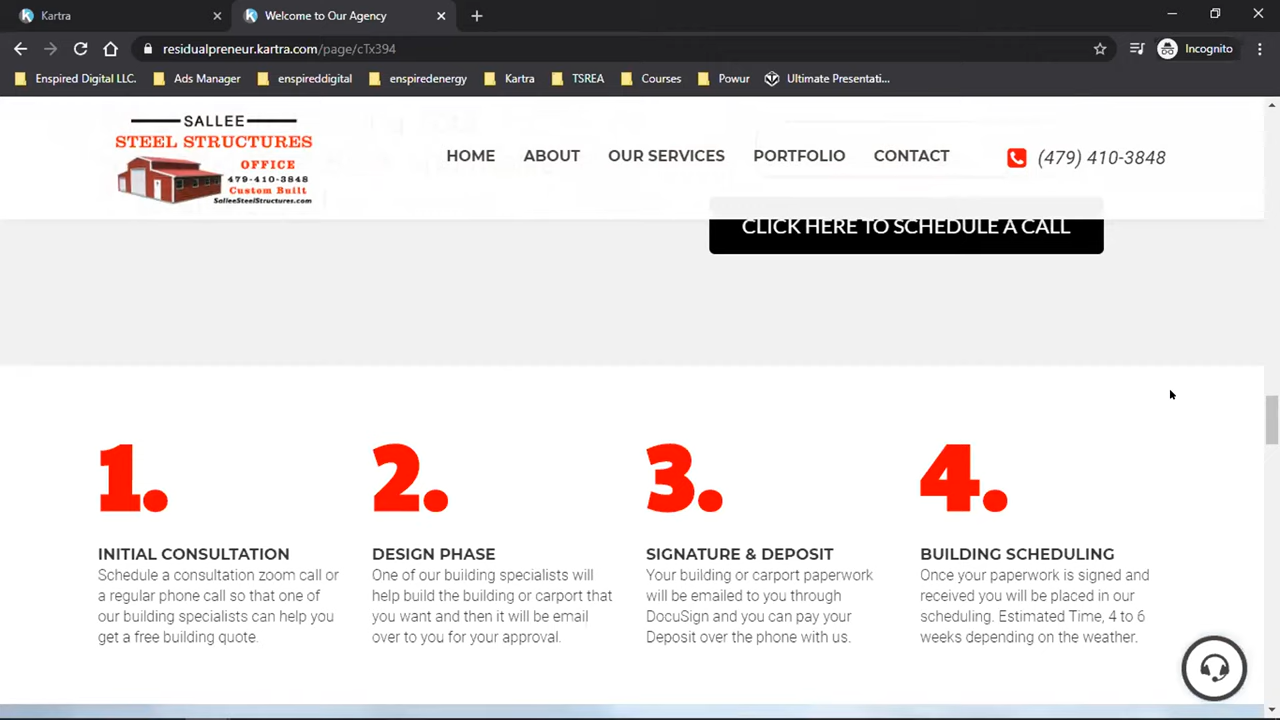 Kartra
Welcome to Our Agency
residualpreneur.kartra.com/page/cTx394
Incognito
Enspired Digital LLC.
Ads Manager
enspireddigital
enspiredenergy
Kartra
TSREA
Courses
Powur
Ultimate Presentati...
SALLEE
STEEL STRUCTURES
OFFICE
479-410-3848
Custom Built
SalleeSteelStructures.com
HOME
ABOUT
OUR SERVICES
PORTFOLIO
CONTACT
(479) 410-3848
CLICK HERE TO SCHEDULE A CALL
1.
INITIAL CONSULTATION
Schedule a consultation zoom call or
a regular phone call so that one of
our building specialists can help you
get a free building quote.
2.
DESIGN PHASE
One of our building specialists will
help build the building or carport that
you want and then it will be email
over to you for your approval.
3.
SIGNATURE & DEPOSIT
Your building or carport paperwork
will be emailed to you through
DocuSign and you can pay your
Deposit over the phone with us.
4.
BUILDING SCHEDULING
Once your paperwork is signed and
received you will be placed in our
scheduling. Estimated Time, 4 to 6
weeks depending on the weather.